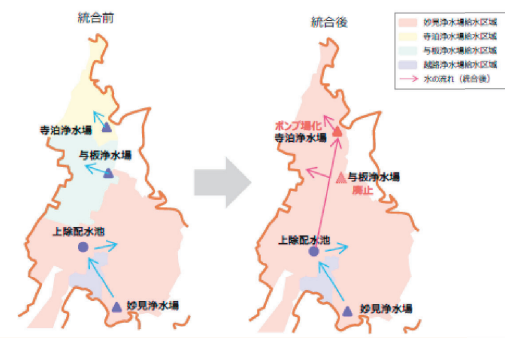 統合前
寺泊浄水場
与板浄水場
上除配水池
妙見浄水場
統合後
ポンプ場化
寺泊浄水場
与板浄水場
廃止
上除配水池
妙見浄水場
妙見浄水場給水区域
寺泊浄水場給水区域
与板浄水場給水区域
越路浄水場給水区域
水の流れ(統合後)